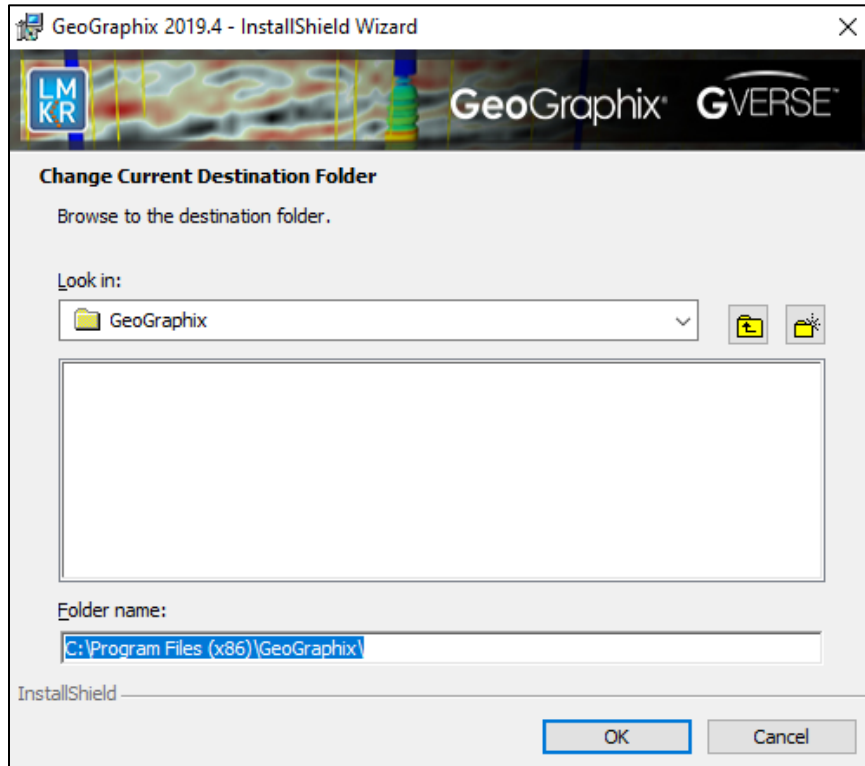 GeoGraphix 2019.4 - InstallShield Wizard
LM
KR
GeoGraphix® GVERSE™
Change Current Destination Folder
Browse to the destination folder.
Look in:
GeoGraphix
Folder name:
C:\Program Files (x86)\GeoGraphix\
InstallShield
OK Cancel